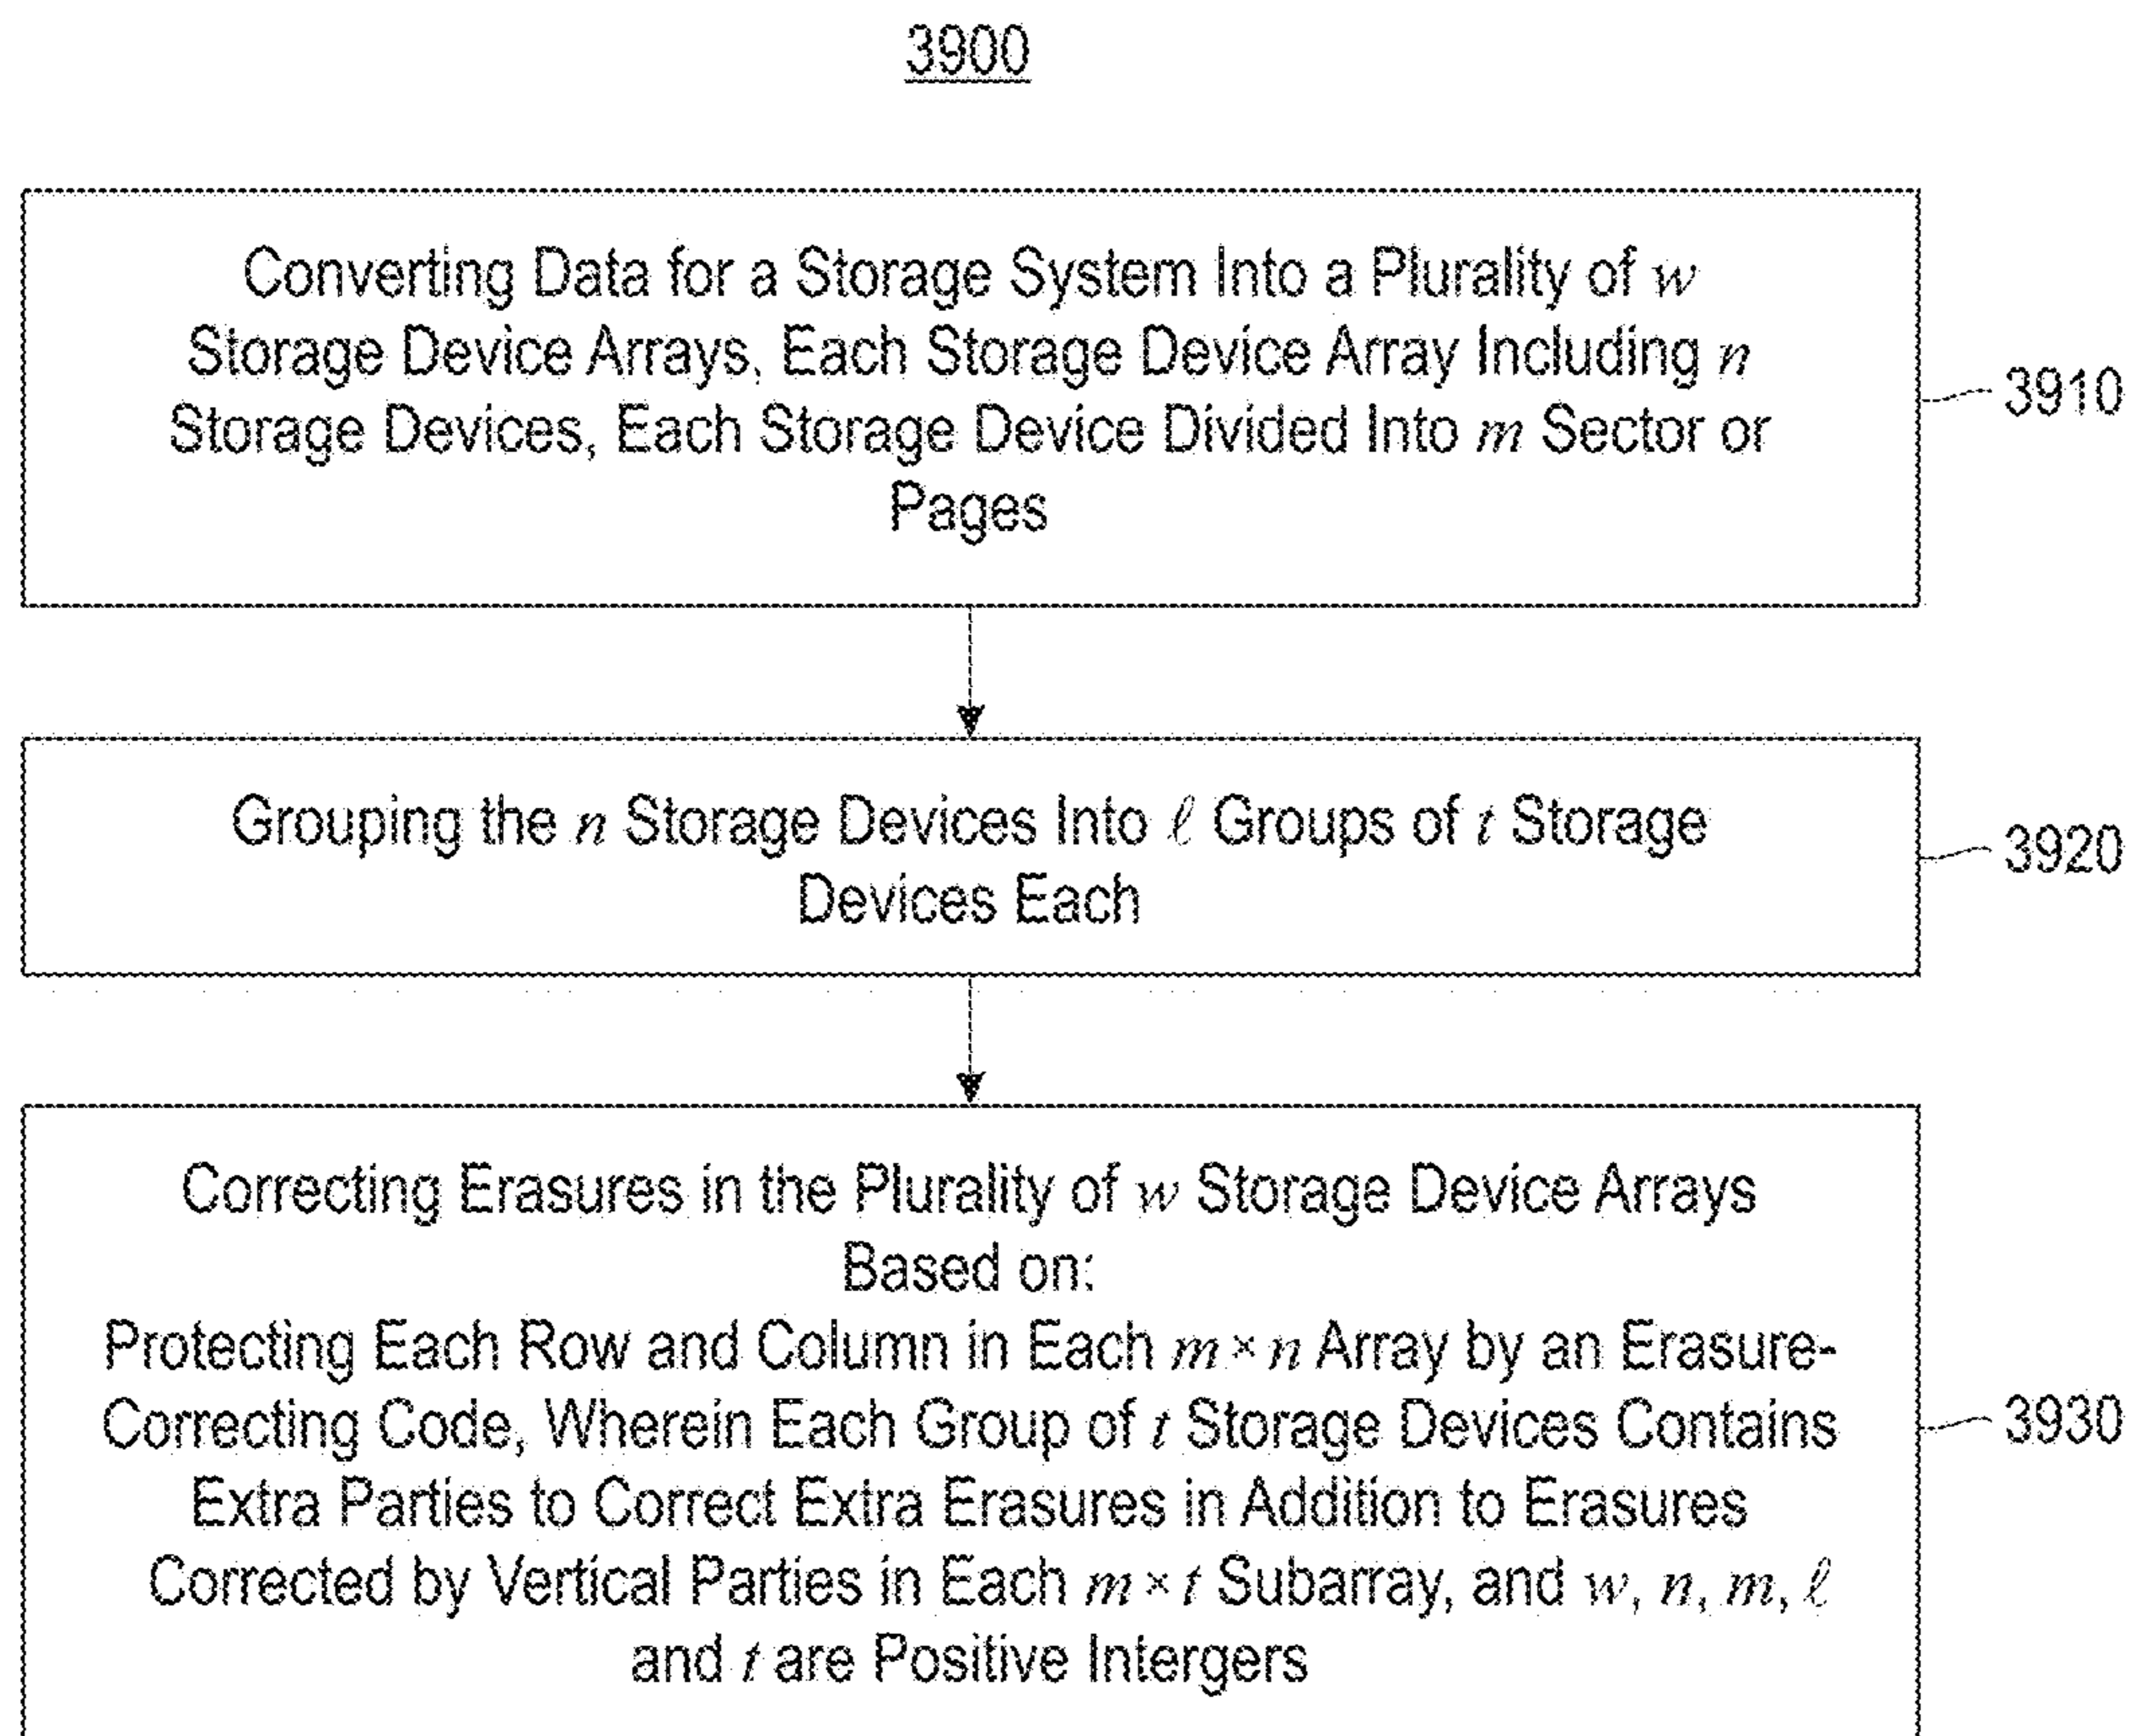 3900
Converting Data for a Storage System Into a Plurality of w
Storage Device Arrays, Each Storage Device Array Including n
Storage Devices, Each Storage Device Divided Into m Sector or
Pages
3910
Grouping the n Storage Devices Into ℓ Groups of t Storage
Devices Each
3920
Correcting Erasures in the Plurality of w Storage Device Arrays
Based on:
Protecting Each Row and Column in Each m × n Array by an Erasure-
Correcting Code, Wherein Each Group of t Storage Devices Contains
Extra Parties to Correct Extra Erasures in Addition to Erasures
Corrected by Vertical Parties in Each m × t Subarray, and w, n, m, ℓ
and t are Positive Intergers
3930